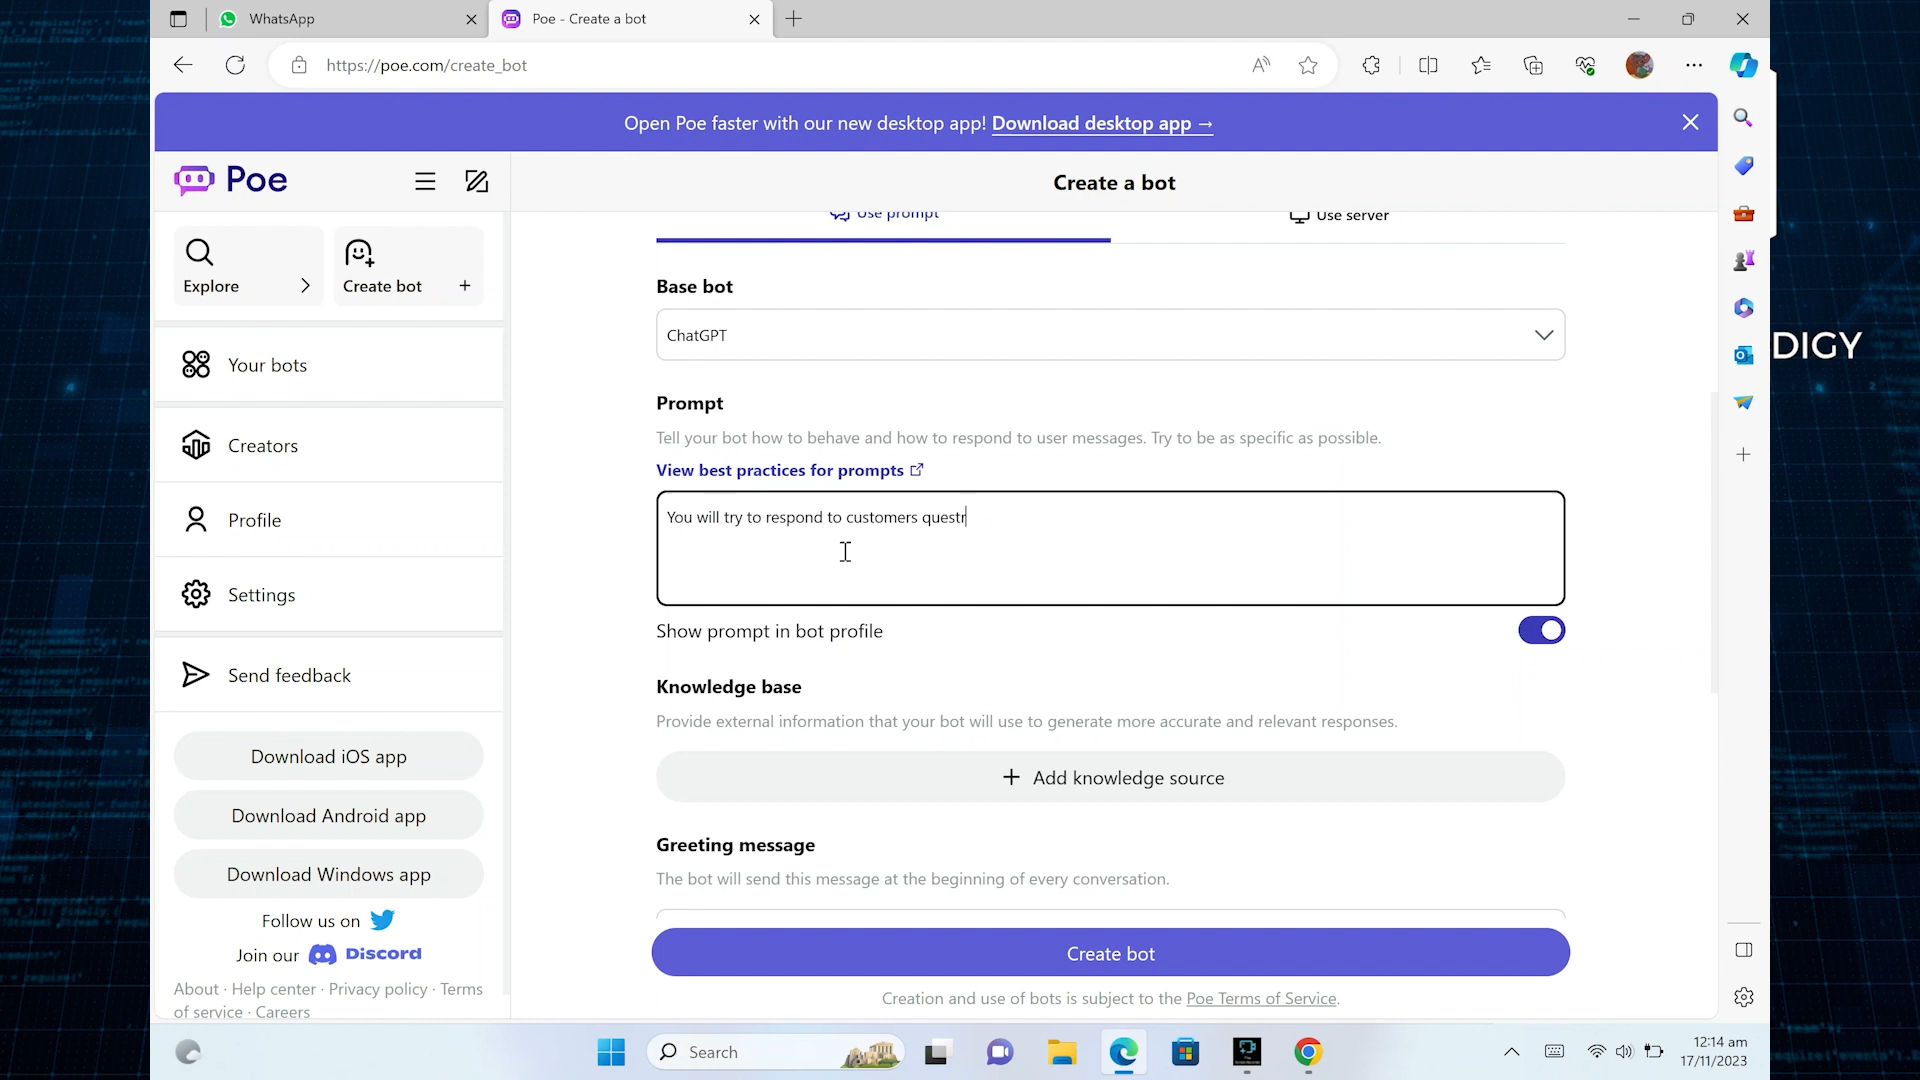 WhatsApp
Poe - Create a bot
https://poe.com/create_bot
Open Poe faster with our new desktop app! Download desktop app →
Poe
Create a bot
Use prompt
Use server
Explore
Create bot +
Base bot
ChatGPT
Your bots
Prompt
Tell your bot how to behave and how to respond to user messages. Try to be as specific as possible.
View best practices for prompts
You will try to respond to customers questr
Creators
Profile
Settings
Send feedback
Show prompt in bot profile
Knowledge base
Provide external information that your bot will use to generate more accurate and relevant responses.
+ Add knowledge source
Download iOS app
Download Android app
Download Windows app
Greeting message
The bot will send this message at the beginning of every conversation.
Follow us on
Join our Discord
Create bot
About · Help center · Privacy policy · Terms
of service · Careers
Creation and use of bots is subject to the Poe Terms of Service.
DIGY
Search
12:14 am
17/11/2023